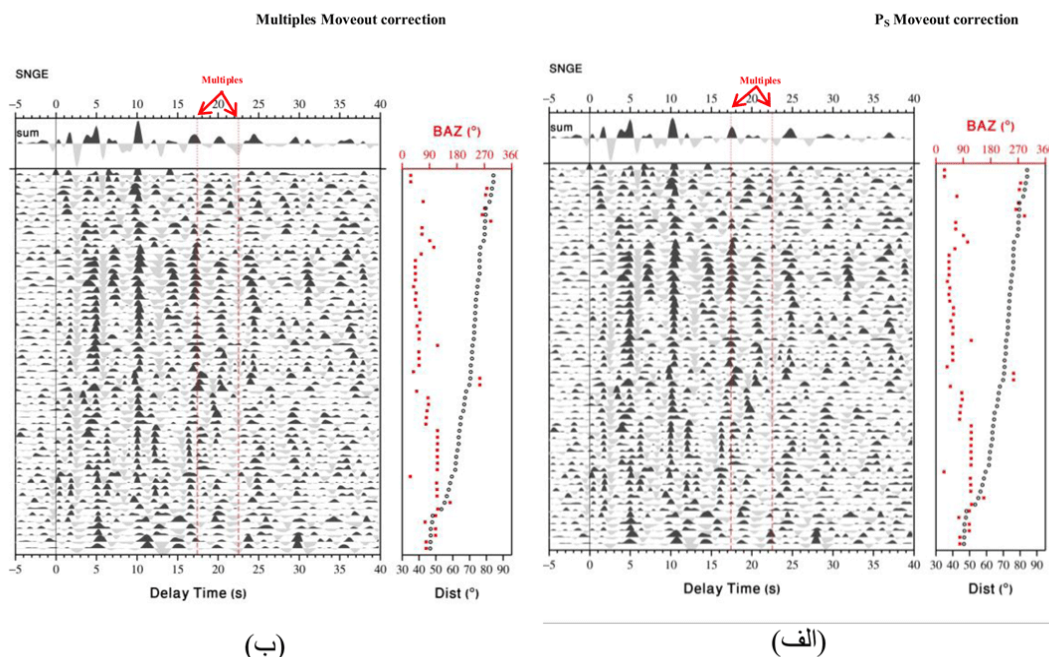 Multiples Moveout correction
SNGE
Multiples
-5 0 5 10 15 20 25 30 35 40
sum
BAZ (°)
0 90 180 270 360
-5 0 5 10 15 20 25 30 35 40
Delay Time (s)
30 40 50 60 70 80 90
Dist (°)
(ب)
PS Moveout correction
SNGE
Multiples
-5 0 5 10 15 20 25 30 35 40
sum
BAZ (°)
0 90 180 270 36
-5 0 5 10 15 20 25 30 35 40
Delay Time (s)
30 40 50 60 70 80 90
Dist (°)
(الف)